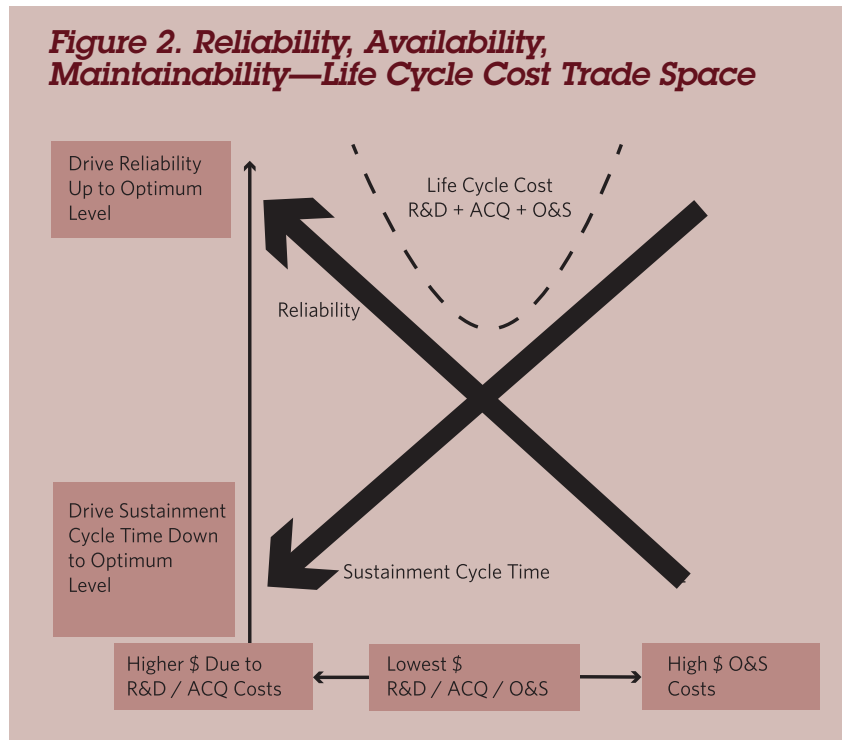 Figure 2. Reliability, Availability,
Maintainability—Life Cycle Cost Trade Space
Drive Reliability
Up to Optimum
Level
Life Cycle Cost
R&D + ACQ + O&S
Reliability
Drive Sustainment
Cycle Time Down
to Optimum
Level
Sustainment Cycle Time
Higher $ Due to
R&D / ACQ Costs
Lowest $
R&D / ACQ / O&S
High $ O&S
Costs